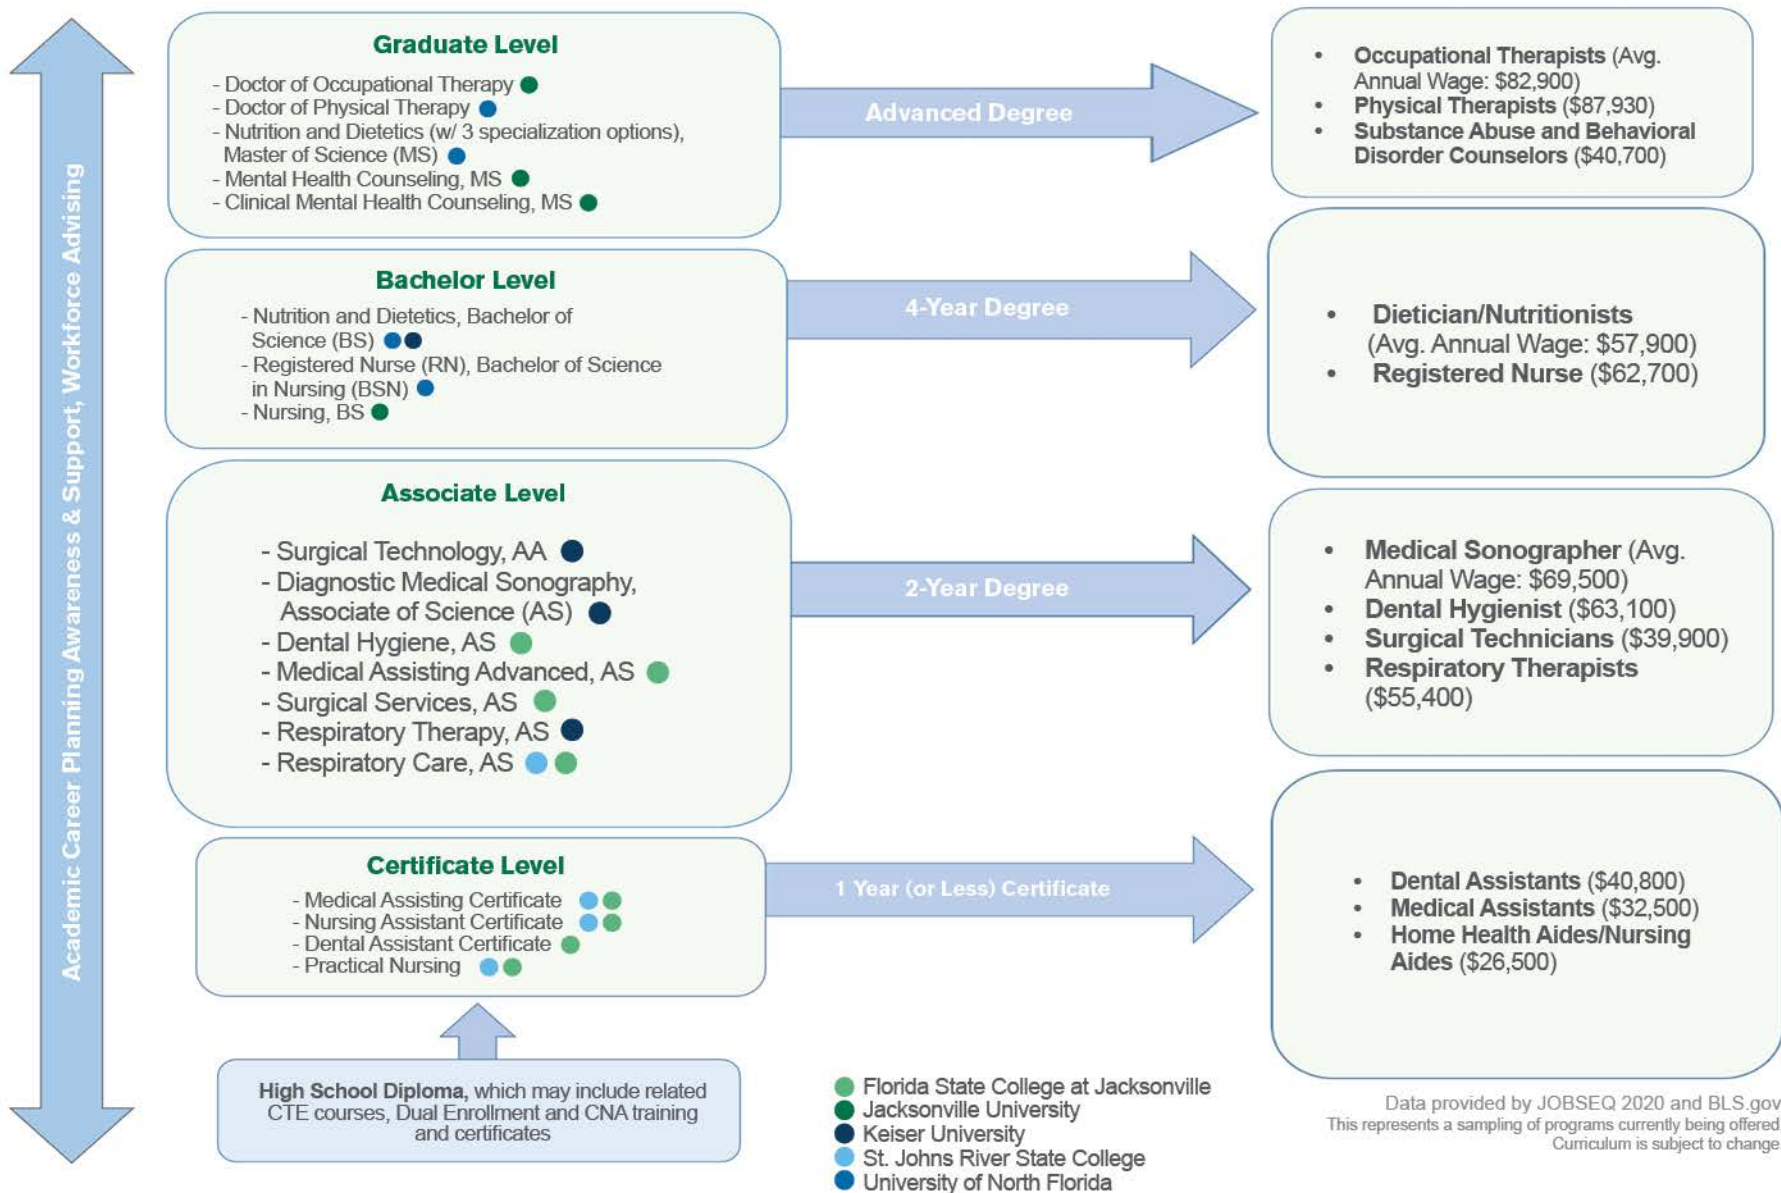 Academic Career Planning Awareness & Support, Workforce Advising
Graduate Level
- Doctor of Occupational Therapy
- Doctor of Physical Therapy
- Nutrition and Dietetics (w/ 3 specialization options),
Master of Science (MS)
- Mental Health Counseling, MS
- Clinical Mental Health Counseling, MS
Advanced Degree
• Occupational Therapists (Avg.
Annual Wage: $82,900)
• Physical Therapists ($87,930)
• Substance Abuse and Behavioral
Disorder Counselors ($40,700)
Bachelor Level
- Nutrition and Dietetics, Bachelor of
Science (BS)
- Registered Nurse (RN), Bachelor of Science
in Nursing (BSN)
- Nursing, BS
4-Year Degree
• Dietician/Nutritionists
(Avg. Annual Wage: $57,900)
• Registered Nurse ($62,700)
Associate Level
- Surgical Technology, AA
- Diagnostic Medical Sonography,
Associate of Science (AS)
- Dental Hygiene, AS
- Medical Assisting Advanced, AS
- Surgical Services, AS
- Respiratory Therapy, AS
- Respiratory Care, AS
2-Year Degree
• Medical Sonographer (Avg.
Annual Wage: $69,500)
• Dental Hygienist ($63,100)
• Surgical Technicians ($39,900)
• Respiratory Therapists
($55,400)
Certificate Level
- Medical Assisting Certificate
- Nursing Assistant Certificate
- Dental Assistant Certificate
- Practical Nursing
1 Year (or Less) Certificate
• Dental Assistants ($40,800)
• Medical Assistants ($32,500)
• Home Health Aides/Nursing
Aides ($26,500)
High School Diploma, which may include related
CTE courses, Dual Enrollment and CNA training
and certificates
Florida State College at Jacksonville
Jacksonville University
Keiser University
St. Johns River State College
University of North Florida
Data provided by JOBSEQ 2020 and BLS.gov
This represents a sampling of programs currently being offered
Curriculum is subject to change